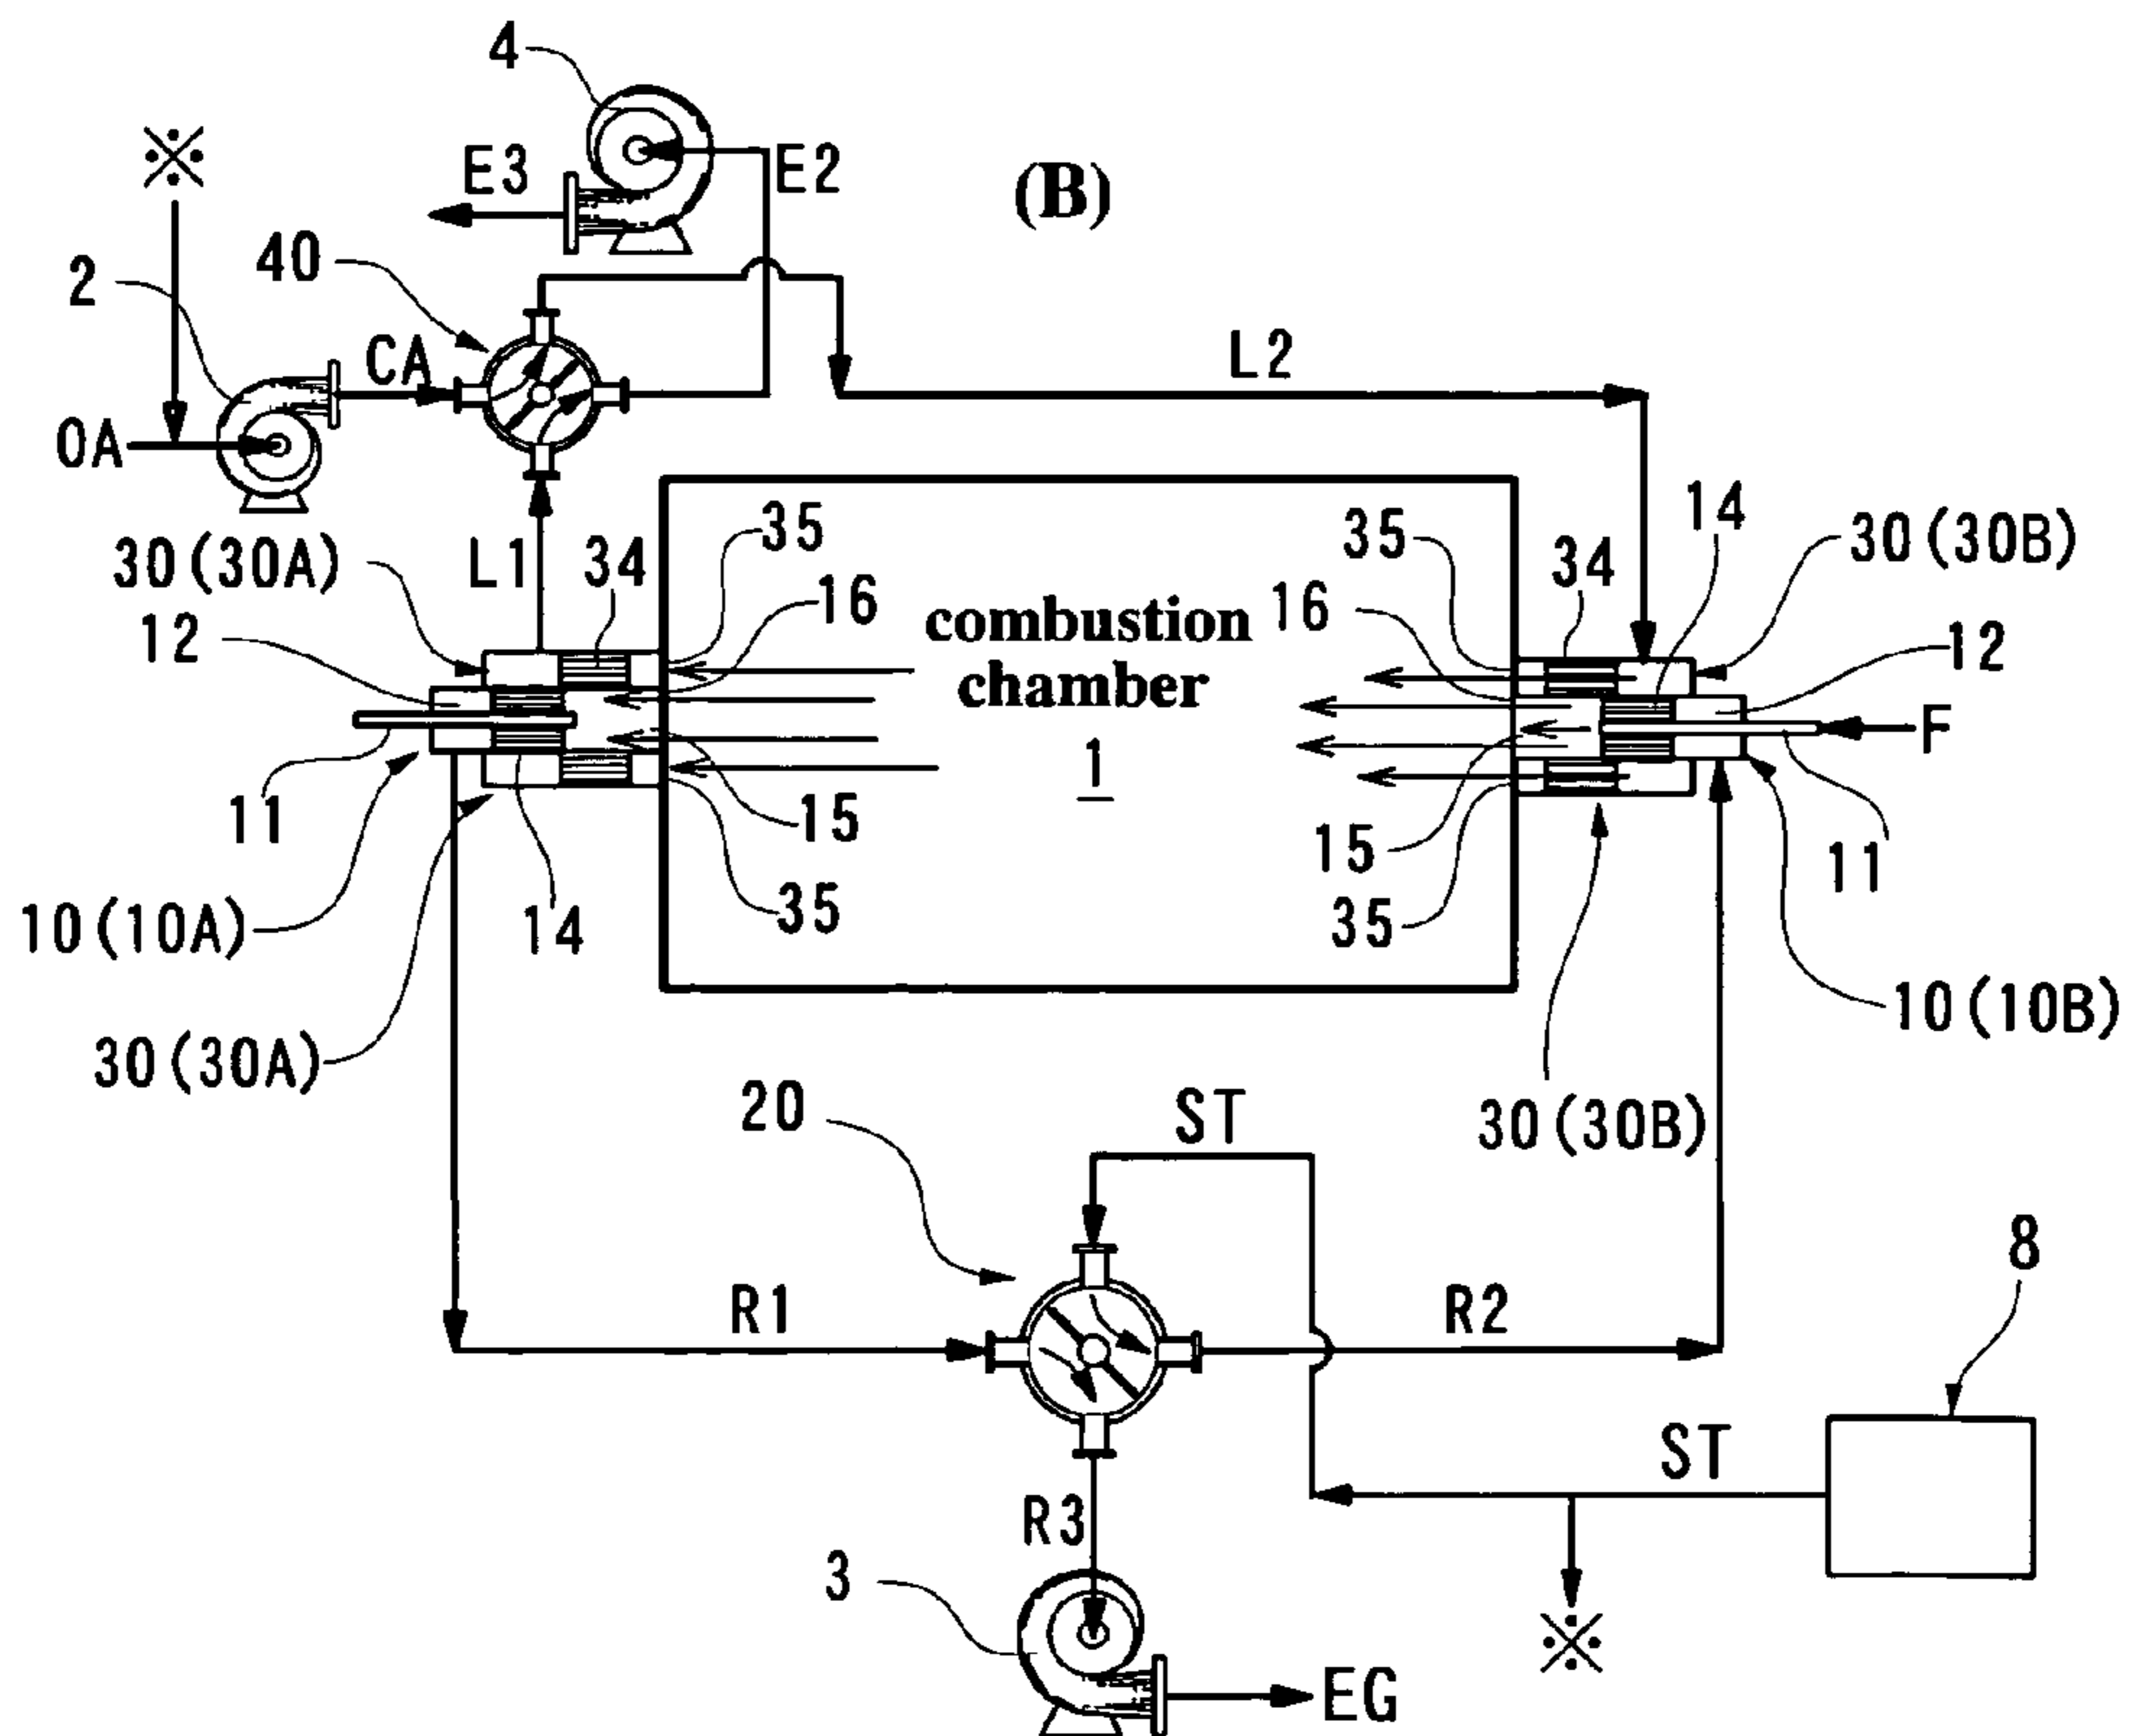 4
※
E3
E2
(B)
40
2
CA
L2
OA
14
35
35
30(30B)
30(30A)
L1
34
34
16
combustion
chamber
16
12
12
F
1
11
15
15
11
10(10A)
14
35
35
10(10B)
30(30A)
20
ST
30(30B)
8
R1
R2
ST
R3
3
※
EG